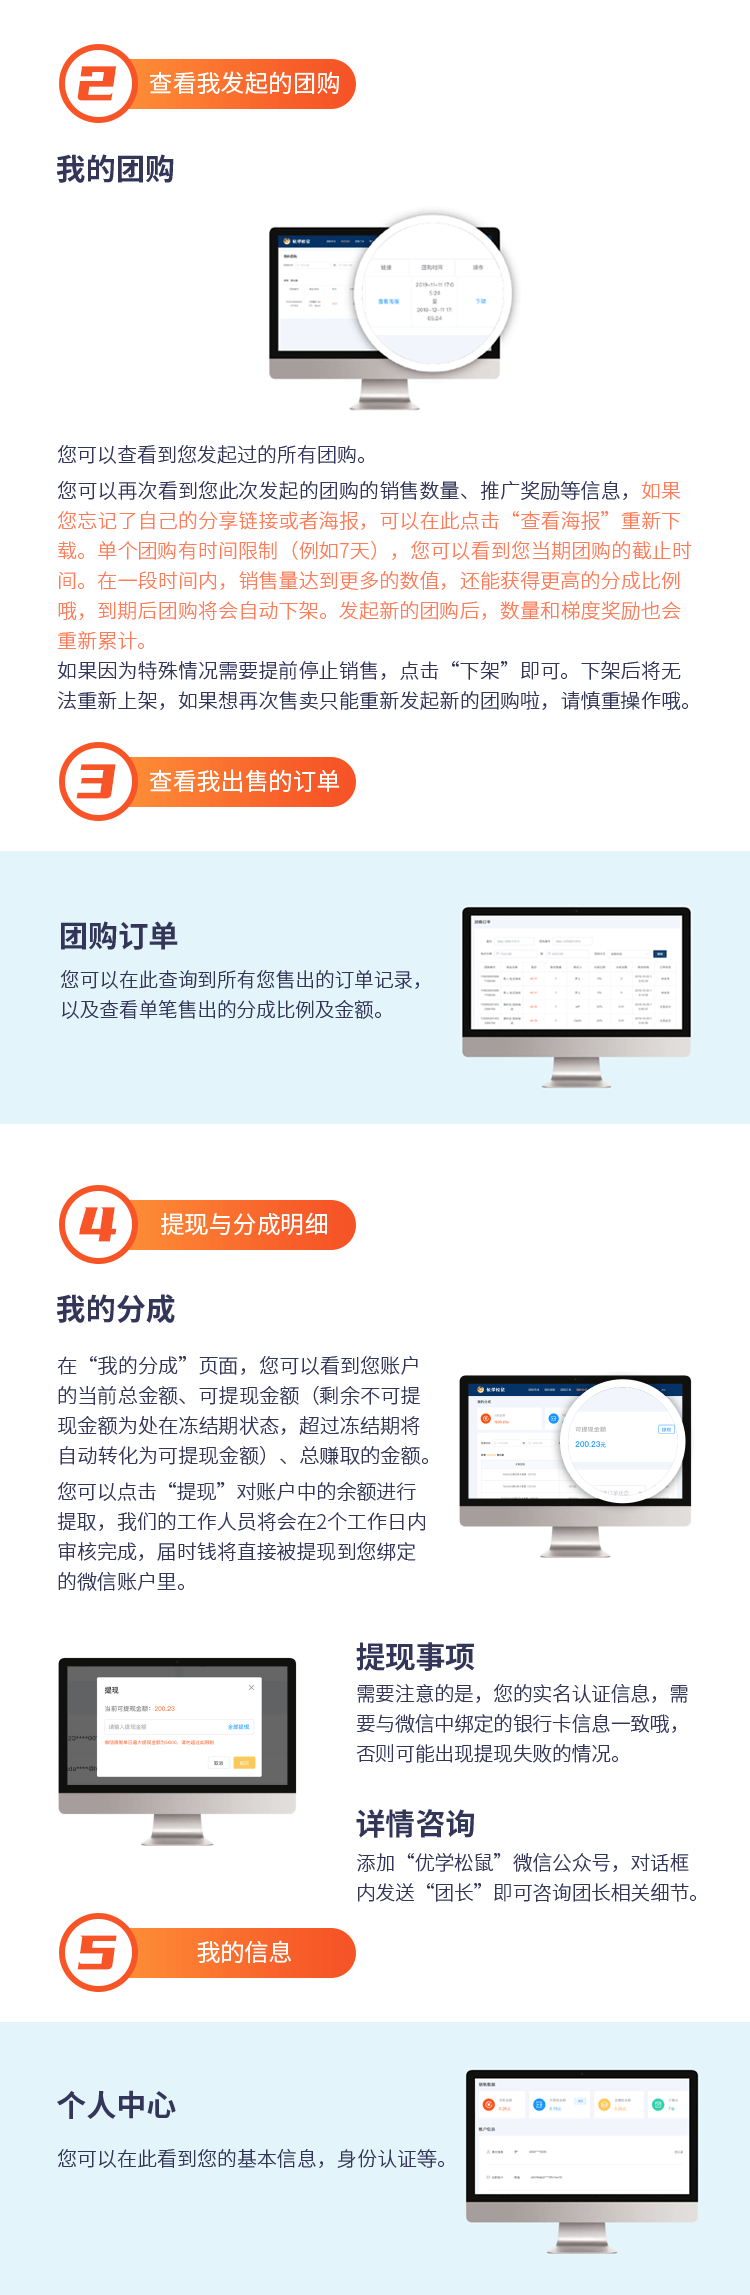 2
查看我发起的团购
我的团购
优学松鼠
链接
团购时间
操作
查看海报
下架
您可以查看到您发起过的所有团购。
您可以再次看到您此次发起的团购的销售数量、推广奖励等信息，如果
您忘记了自己的分享链接或者海报，可以在此点击“查看海报”重新下
载。单个团购有时间限制（例如7天），您可以看到您当期团购的截止时
间。在一段时间内，销售量达到更多的数值，还能获得更高的分成比例
哦，到期后团购将会自动下架。发起新的团购后，数量和梯度奖励也会
重新累计。
如果因为特殊情况需要提前停止销售，点击“下架”即可。下架后将无
法重新上架，如果想再次售卖只能重新发起新的团购啦，请慎重操作哦。
3
查看我出售的订单
团购订单
您可以在此查询到所有您售出的订单记录，
以及查看单笔售出的分成比例及金额。
团购订单
4
提现与分成明细
我的分成
在“我的分成”页面，您可以看到您账户
的当前总金额、可提现金额（剩余不可提
现金额为处在冻结期状态，超过冻结期将
自动转化为可提现金额）、总赚取的金额。
您可以点击“提现”对账户中的余额进行
提取，我们的工作人员将会在2个工作日内
审核完成，届时钱将直接被提现到您绑定
的微信账户里。
优学松鼠
我的分成
可提现金额
提现
200.23元
提现
当前可提现金额：200.23
请输入提现金额
全部提现
取消
提现事项
需要注意的是，您的实名认证信息，需
要与微信中绑定的银行卡信息一致哦，
否则可能出现提现失败的情况。
详情咨询
添加“优学松鼠”微信公众号，对话框
内发送“团长”即可咨询团长相关细节。
5
我的信息
个人中心
您可以在此看到您的基本信息，身份认证等。
销售数据
账户信息